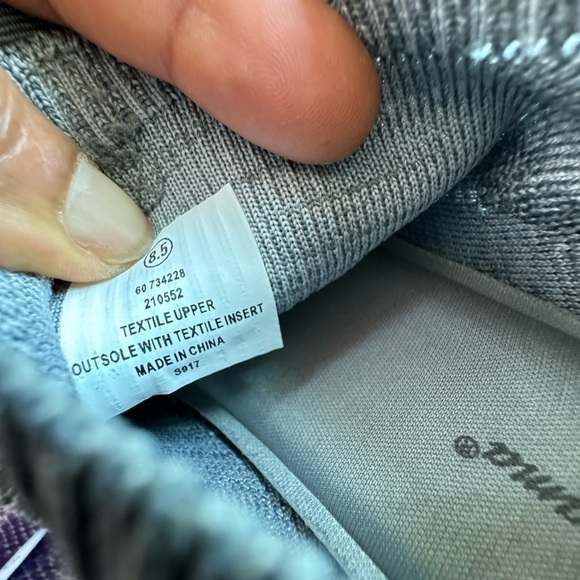 8.5
60 734228
210552
TEXTILE UPPER
OUTSOLE WITH TEXTILE INSERT
MADE IN CHINA
S917